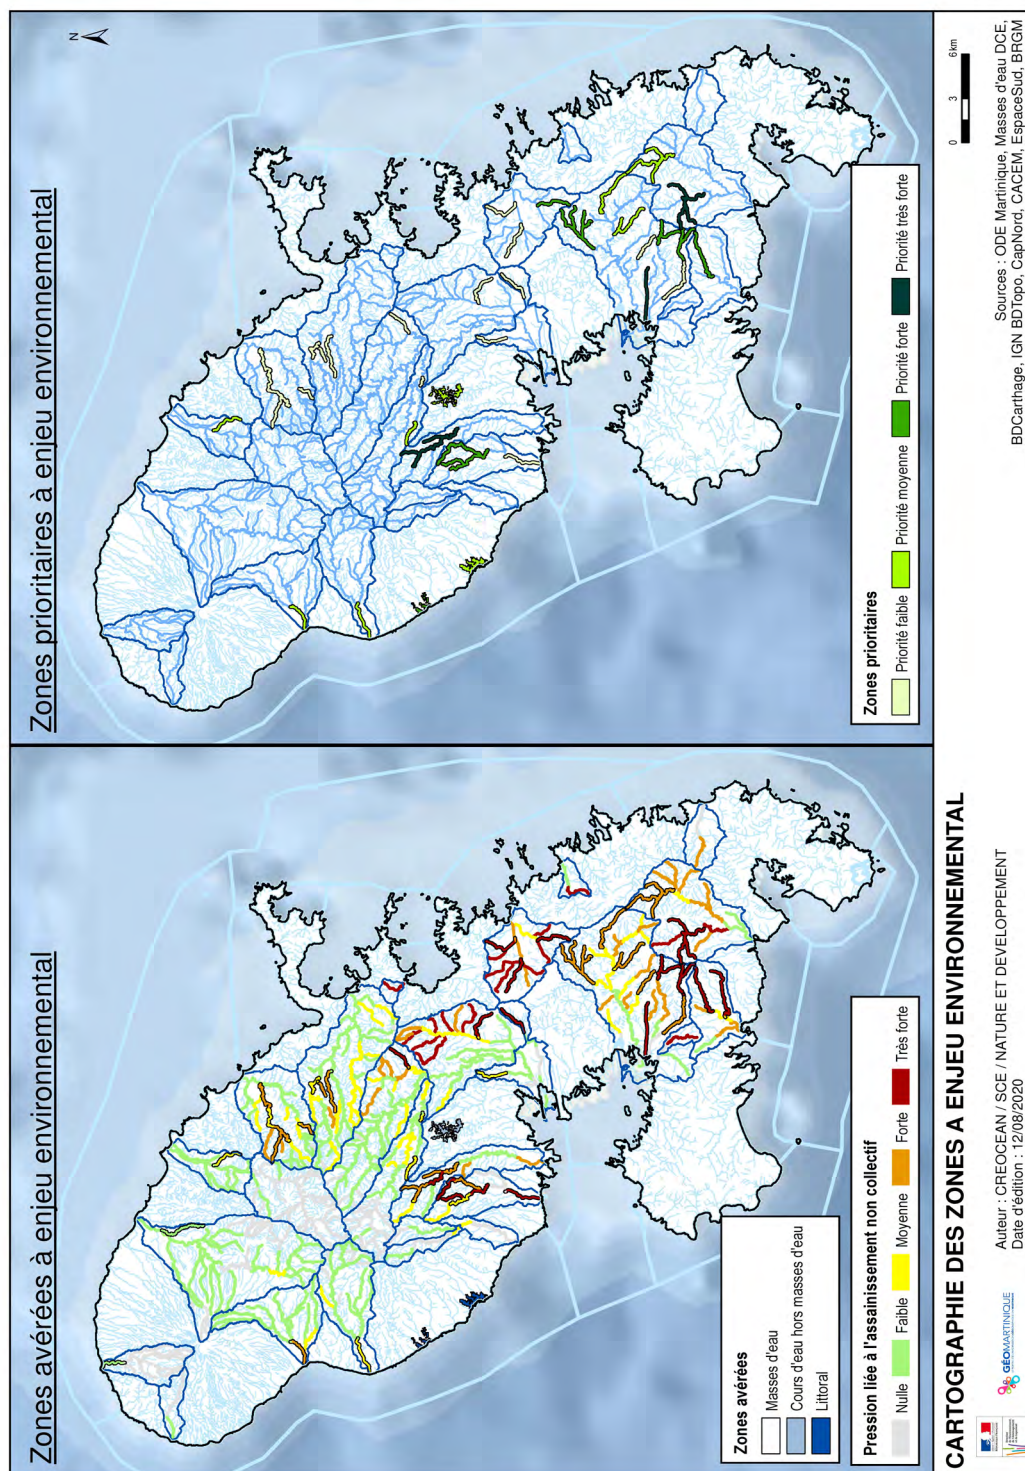 Zones avérées à enjeu environnemental
Zones avérées
Masses d'eau
Cours d'eau hors masses d'eau
Littoral
Pression liée à l'assainissement non collectif
Nulle
Faible
Moyenne
Forte
Très forte
Zones prioritaires à enjeu environnemental
N
Zones prioritaires
Priorité faible
Priorité moyenne
Priorité forte
Priorité très forte
CARTOGRAPHIE DES ZONES A ENJEU ENVIRONNEMENTAL
0 3 6 km
GÉOMARTINIQUE
Auteur : CREOCEAN / SCE / NATURE ET DEVELOPPEMENT
Date d'édition : 12/08/2020
Sources : ODE Martinique, Masses d'eau DCE,
BDCarthage, IGN BDTopo, CapNord, CACEM, EspaceSud, BRGM